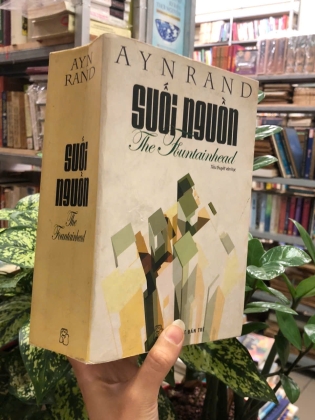 AYN
RAND
SUỐI
NGUỒN
The
Fountainhead
AYN RAND
SUỐI NGUỒN
The Fountainhead